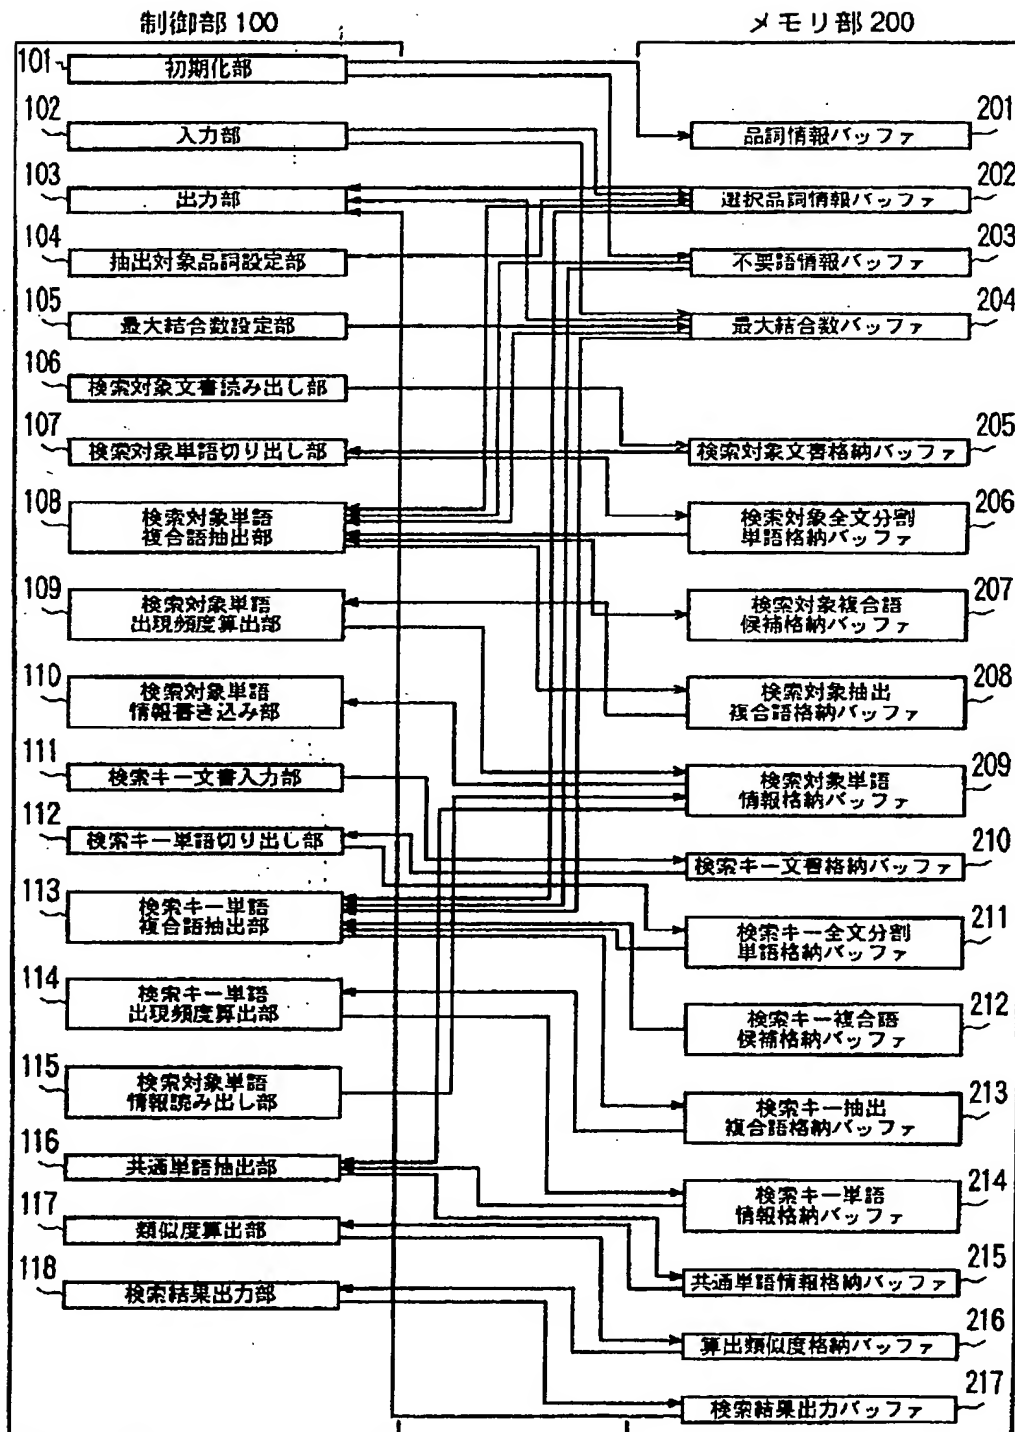 制御部 100
メモリ部 200
101
初期化部
102
入力部
103
出力部
104
抽出対象品詞設定部
105
最大結合数設定部
106
検索対象文書読み出し部
107
検索対象単語切り出し部
108
検索対象単語
複合語抽出部
109
検索対象単語
出現頻度算出部
110
検索対象単語
情報書き込み部
111
検索キー文書入力部
112
検索キー単語切り出し部
113
検索キー単語
複合語抽出部
114
検索キー単語
出現頻度算出部
115
検索対象単語
情報読み出し部
116
共通単語抽出部
117
類似度算出部
118
検索結果出力部
201
品詞情報バッファ
202
選択品詞情報バッファ
203
不要語情報バッファ
204
最大結合数バッファ
205
検索対象文書格納バッファ
206
検索対象全文分割
単語格納バッファ
207
検索対象複合語
候補格納バッファ
208
検索対象抽出
複合語格納バッファ
209
検索対象単語
情報格納バッファ
210
検索キー文書格納バッファ
211
検索キー全文分割
単語格納バッファ
212
検索キー複合語
候補格納バッファ
213
検索キー抽出
複合語格納バッファ
214
検索キー単語
情報格納バッファ
215
共通単語情報格納バッファ
216
算出類似度格納バッファ
217
検索結果出力バッファ